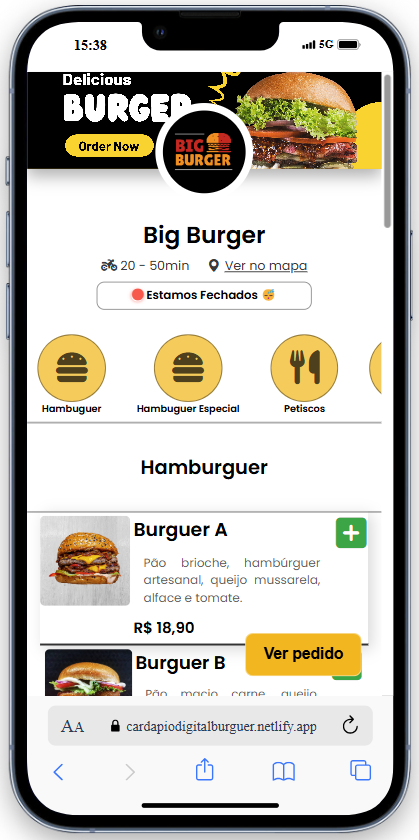 15:38
5G
Delicious
BURGER
Order Now
BIG
BURGER
Big Burger
20 - 50min
Ver no mapa
Estamos Fechados
Hambuguer
Hambuguer Especial
Petiscos
Hamburguer
Burguer A
Pão brioche, hambúrguer
artesanal, queijo mussarela,
alface e tomate.
R$ 18,90
Ver pedido
Burguer B
Pão macio, carne, queijo
AA
cardapiodigitalburguer.netlify.app